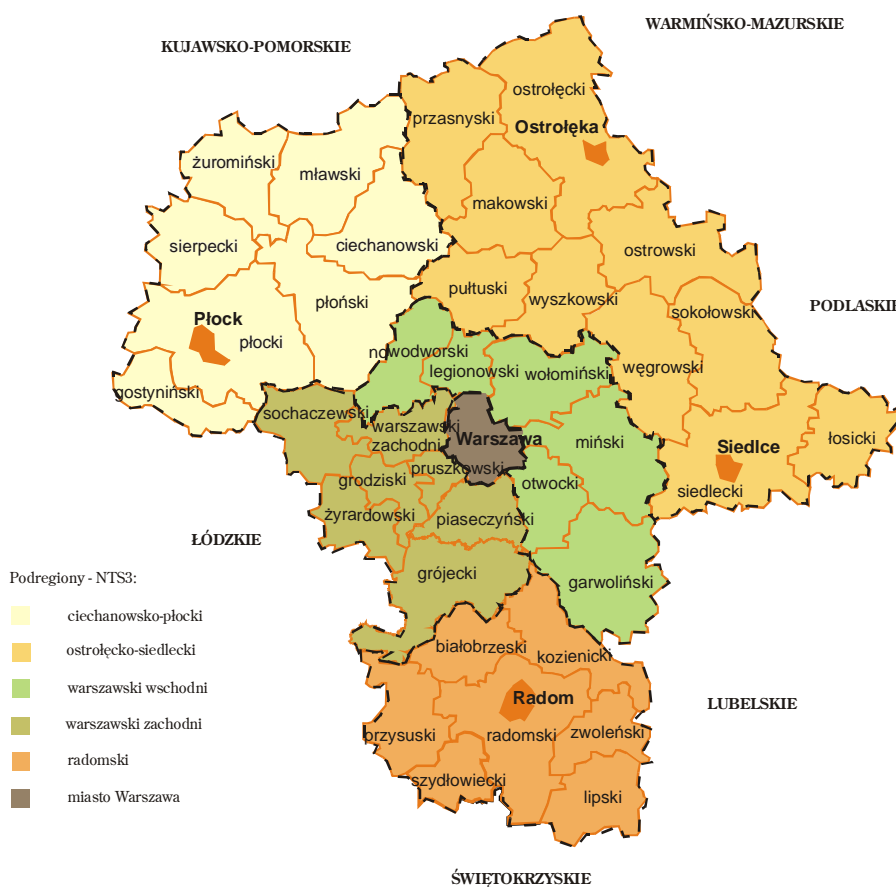 WARMIŃSKO-MAZURSKIE
KUJAWSKO-POMORSKIE
ostrołęcki
przasnyski
Ostrołęka
żuromiński
mławski
makowski
sierpecki
ciechanowski
ostrowski
pułtuski
wyszkowski
płoński
sokołowski
PODLASKIE
Płock
płocki
nowodworski
legionowski
wołomiński
węgrowski
gostyniński
sochaczewski
warszawski
zachodni
Warszawa
miński
Siedlce
łosicki
pruszkowski
grodziski
otwocki
siedlecki
żyrardowski
piaseczyński
ŁÓDZKIE
grójecki
garwoliński
Podregiony - NTS3:
ciechanowsko-płocki
ostrołęcko-siedlecki
warszawski wschodni
warszawski zachodni
radomski
miasto Warszawa
białobrzeski
kozienicki
Radom
LUBELSKIE
przysuski
radomski
zwoleński
szydłowiecki
lipski
ŚWIĘTOKRZYSKIE